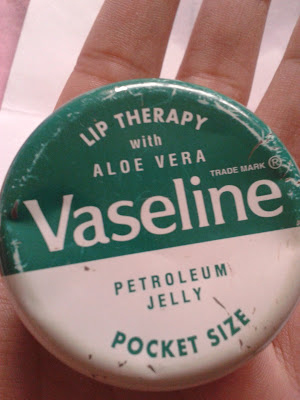 LIP THERAPY
with
ALOE VERA
TRADE MARK ®
Vaseline
PETROLEUM
JELLY
POCKET SIZE